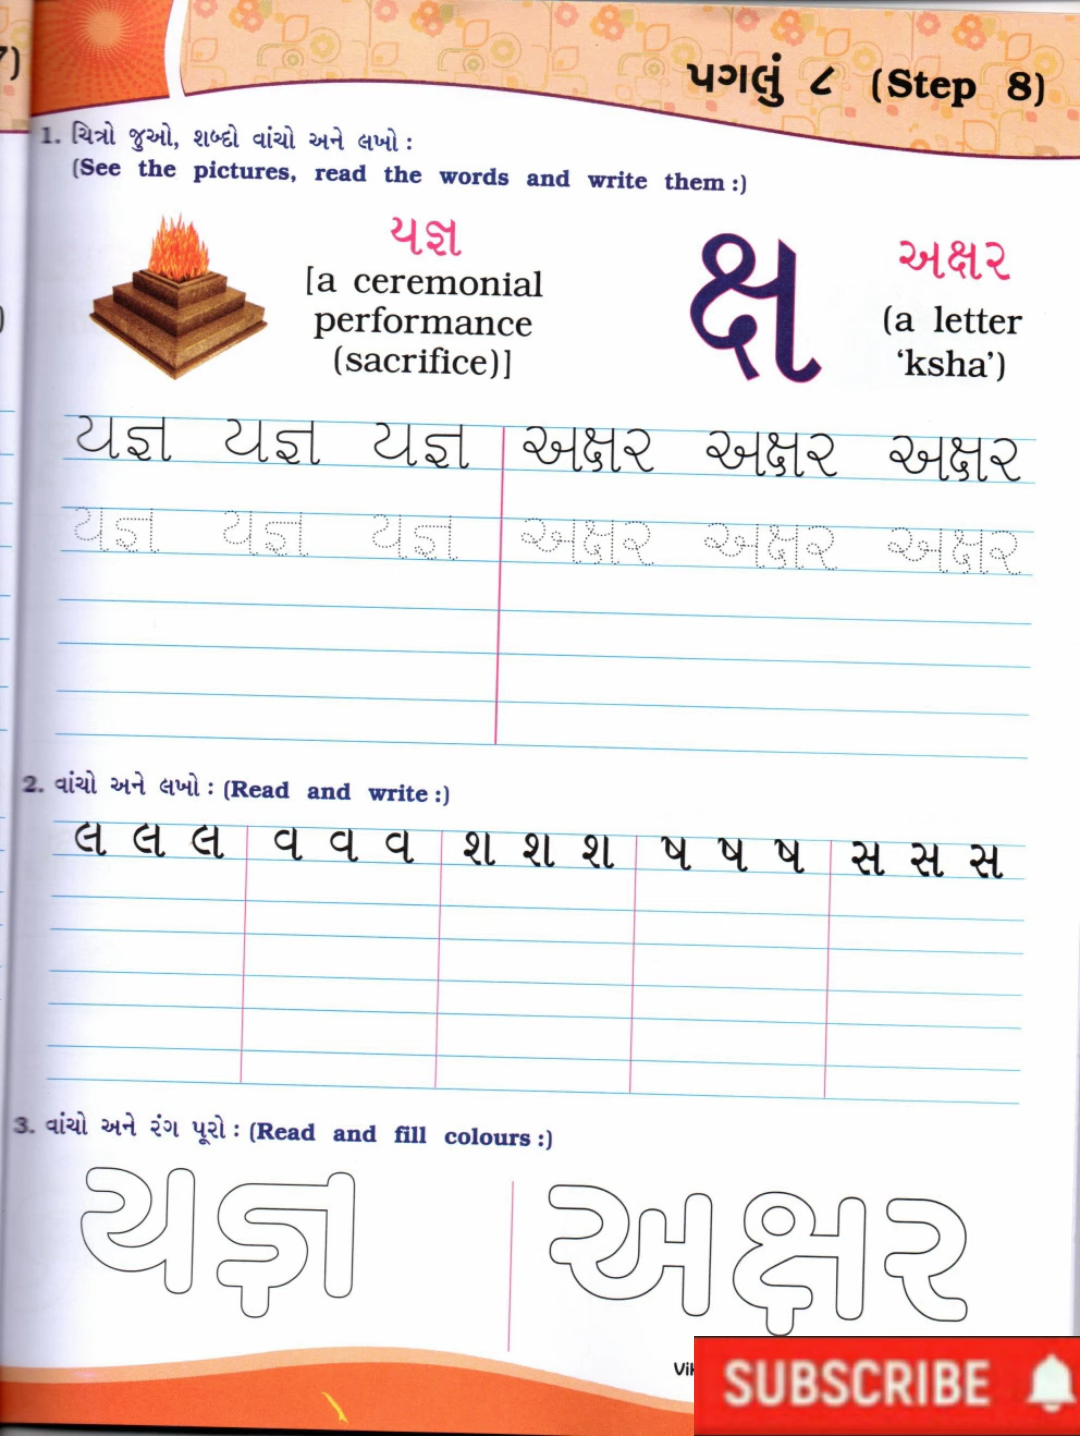 પગલું ૮ (Step 8)
1. ચિત્રો જુઓ, શબ્દો વાંચો અને લખો :
(See the pictures, read the words and write them :)
યજ્ઞ
[a ceremonial
performance
(sacrifice)]
ક્ષ
અક્ષર
(a letter
‘ksha’)
યજ્ઞ યજ્ઞ યજ્ઞ અક્ષર અક્ષર અક્ષર
યજ્ઞ યજ્ઞ યજ્ઞ અક્ષર અક્ષર અક્ષર
2. વાંચો અને લખો : (Read and write :)
લ લ લ વ વ વ શ શ શ ષ ષ ષ સ સ સ
3. વાંચો અને રંગ પૂરો : (Read and fill colours :)
યજ્ઞ અક્ષર
SUBSCRIBE